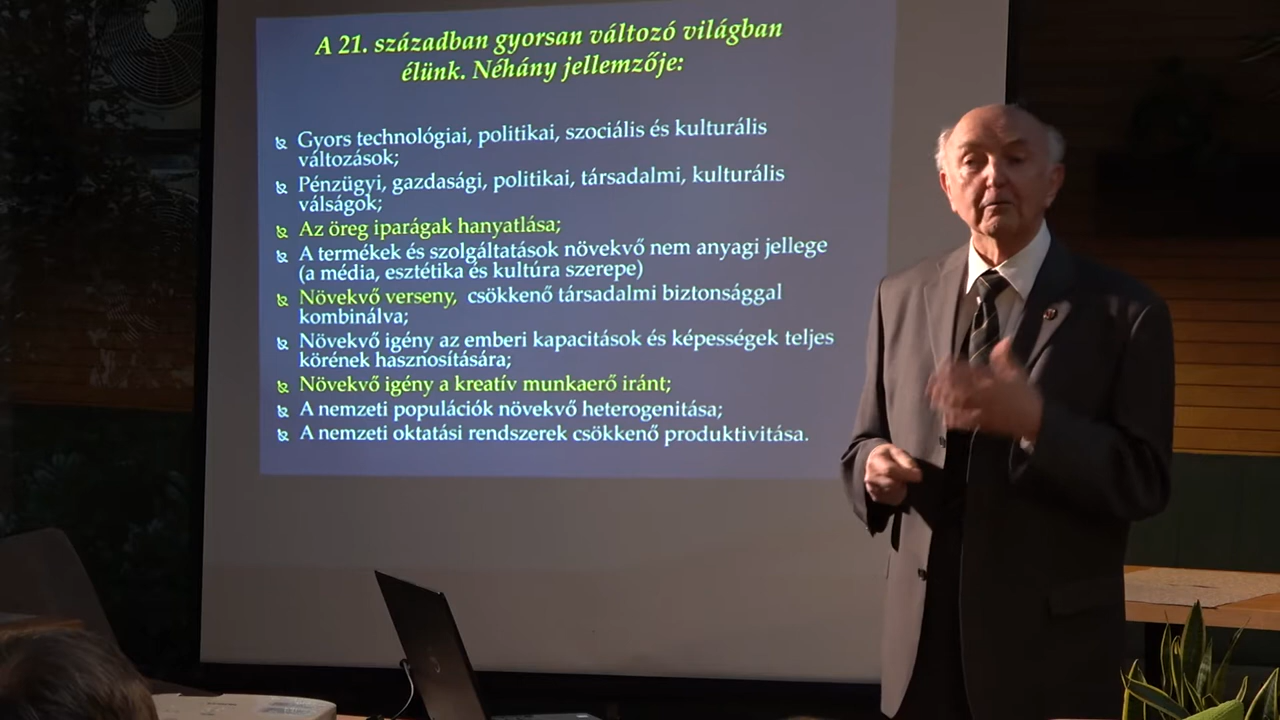 A 21. században gyorsan változó világban
élünk. Néhány jellemzője:
Gyors technológiai, politikai, szociális és kulturális
változások;
Pénzügyi, gazdasági, politikai, társadalmi, kulturális
válságok;
Az öreg iparágak hanyatlása;
A termékek és szolgáltatások növekvő nem anyagi jellege
(a média, esztétika és kultúra szerepe)
Növekvő verseny, csökkenő társadalmi biztonsággal
kombinálva;
Növekvő igény az emberi kapacitások és képességek teljes
körének hasznosítására;
Növekvő igény a kreatív munkaerő iránt;
A nemzeti populációk növekvő heterogenitása;
A nemzeti oktatási rendszerek csökkenő produktivitása.